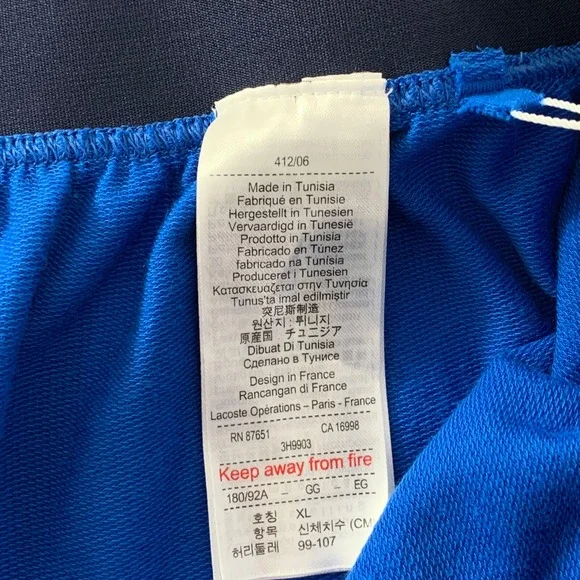 412/06
Made in Tunisia
Fabriqué en Tunisie
Hergestellt in Tunesien
Vervaardigd in Tunesië
Prodotto in Tunisia
Fabricado en Túnez
fabricado na Tunísia
Produceret i Tunesien
Κατασκευάζεται στην Τυνησία
Tunus'ta imal edilmiştir
突尼斯制造
원산지 : 튀니지
原産国 チュニジア
Dibuat Di Tunisia
Сделано в Тунисе
Design in France
Rancangan di France
Lacoste Opérations – Paris - France
RN 87651 CA 16998
3H9903
Keep away from fire
180/92A – GG – EG
호칭 XL
항목 신체치수 (CM
허리둘레 99-107